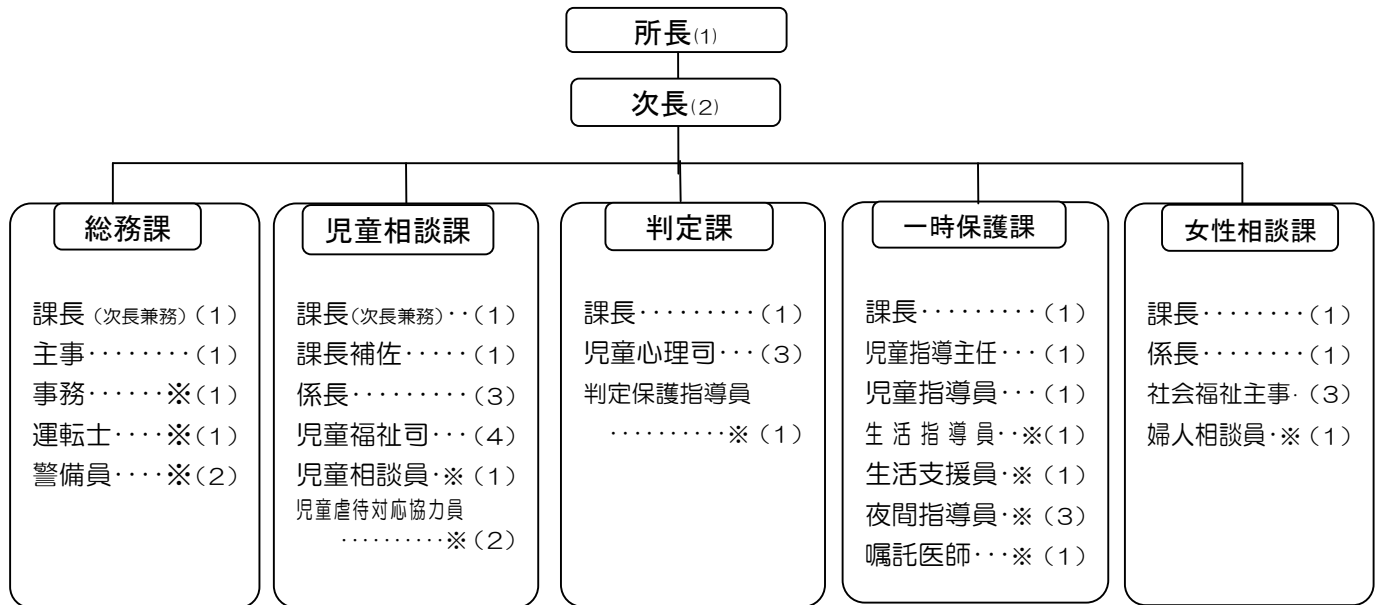 所長(1)
次長(2)
総務課
課長（次長兼務）（1）
主事・・・・・・・・（1）
事務・・・・・・※（1）
運転士・・・・※（1）
警備員・・・・※（2）
児童相談課
課長（次長兼務）・・（1）
課長補佐・・・・・（1）
係長・・・・・・・・・（3）
児童福祉司・・・（4）
児童相談員・※（1）
児童虐待対応協力員
・・・・・・・・・・※（2）
判定課
課長・・・・・・・・・（1）
児童心理司・・・（3）
判定保護指導員
・・・・・・・・・・※（1）
一時保護課
課長・・・・・・・・・（1）
児童指導主任・・・（1）
児童指導員・・・（1）
生活指導員・・※（1）
生活支援員・※（1）
夜間指導員・※（3）
嘱託医師・・・※（1）
女性相談課
課長・・・・・・・・（1）
係長・・・・・・・・（1）
社会福祉主事・（3）
婦人相談員・※（1）